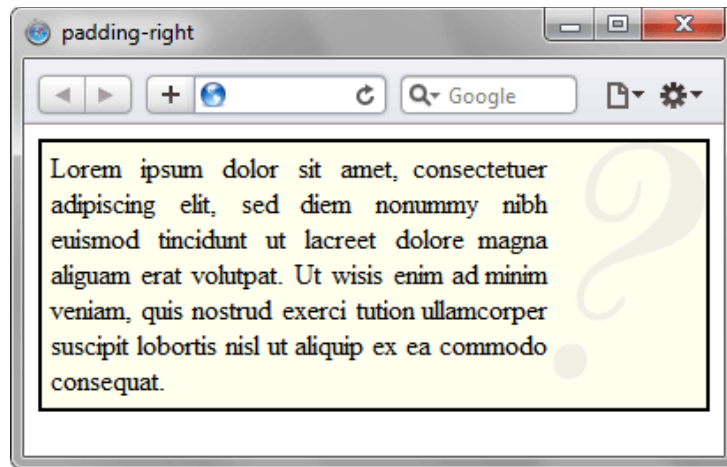 padding-right
Google
Lorem ipsum dolor sit amet, consectetuer
adipiscing elit, sed diem nonummy nibh
euismod tincidunt ut lacreet dolore magna
aliguam erat volutpat. Ut wisis enim ad minim
veniam, quis nostrud exerci tution ullamcorper
suscipit lobortis nisl ut aliquip ex ea commodo
consequat.
?